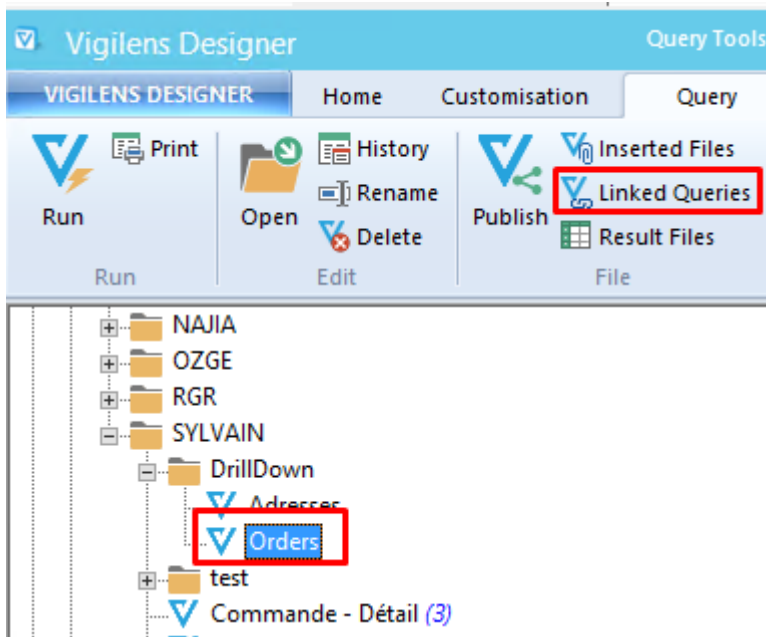 Vigilens Designer
Query Tools
VIGILENS DESIGNER Home Customisation Query
Run
Print
Run
Open
History
Rename
Delete
Edit
Publish
Inserted Files
Linked Queries
Result Files
File
NAJIA
OZGE
RGR
SYLVAIN
DrillDown
Adresses
Orders
test
Commande - Détail (3)